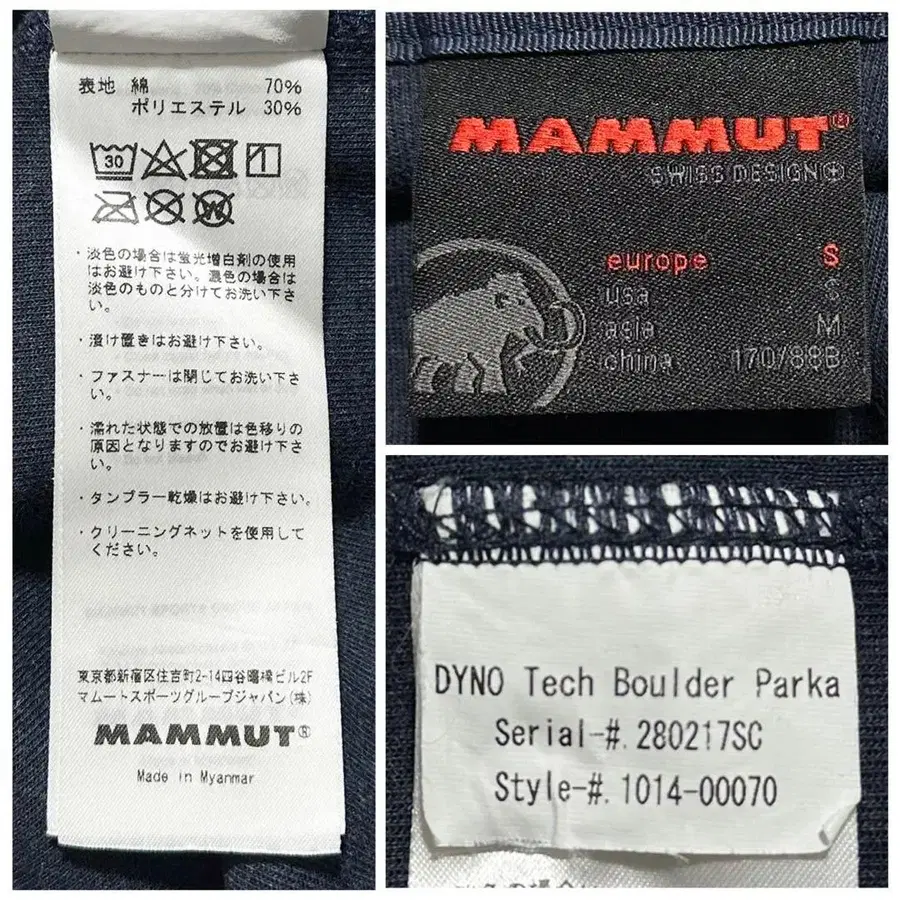 表地 綿 70%
ポリエステル 30%
30
W
・淡色の場合は蛍光増白剤の使用
はお避け下さい。濃色の場合は
淡色のものと分けてお洗い下さ
い。
・漬け置きはお避け下さい。
・ファスナーは閉じてお洗い下さ
い。
・濡れた状態での放置は色移りの
原因となりますのでお避け下さ
い。
・タンブラー乾燥はお避け下さい。
・クリーニングネットを使用して
ください。
東京都新宿区住吉町2-14四谷曙橋ビル2F
マムートスポーツグループジャパン(株)
MAMMUT®
Made in Myanmar
MAMMUT®
SWISS DESIGN
europe S
usa S
asia M
china 170/88B
DYNO Tech Boulder Parka
Serial-#. 280217SC
Style-#. 1014-00070